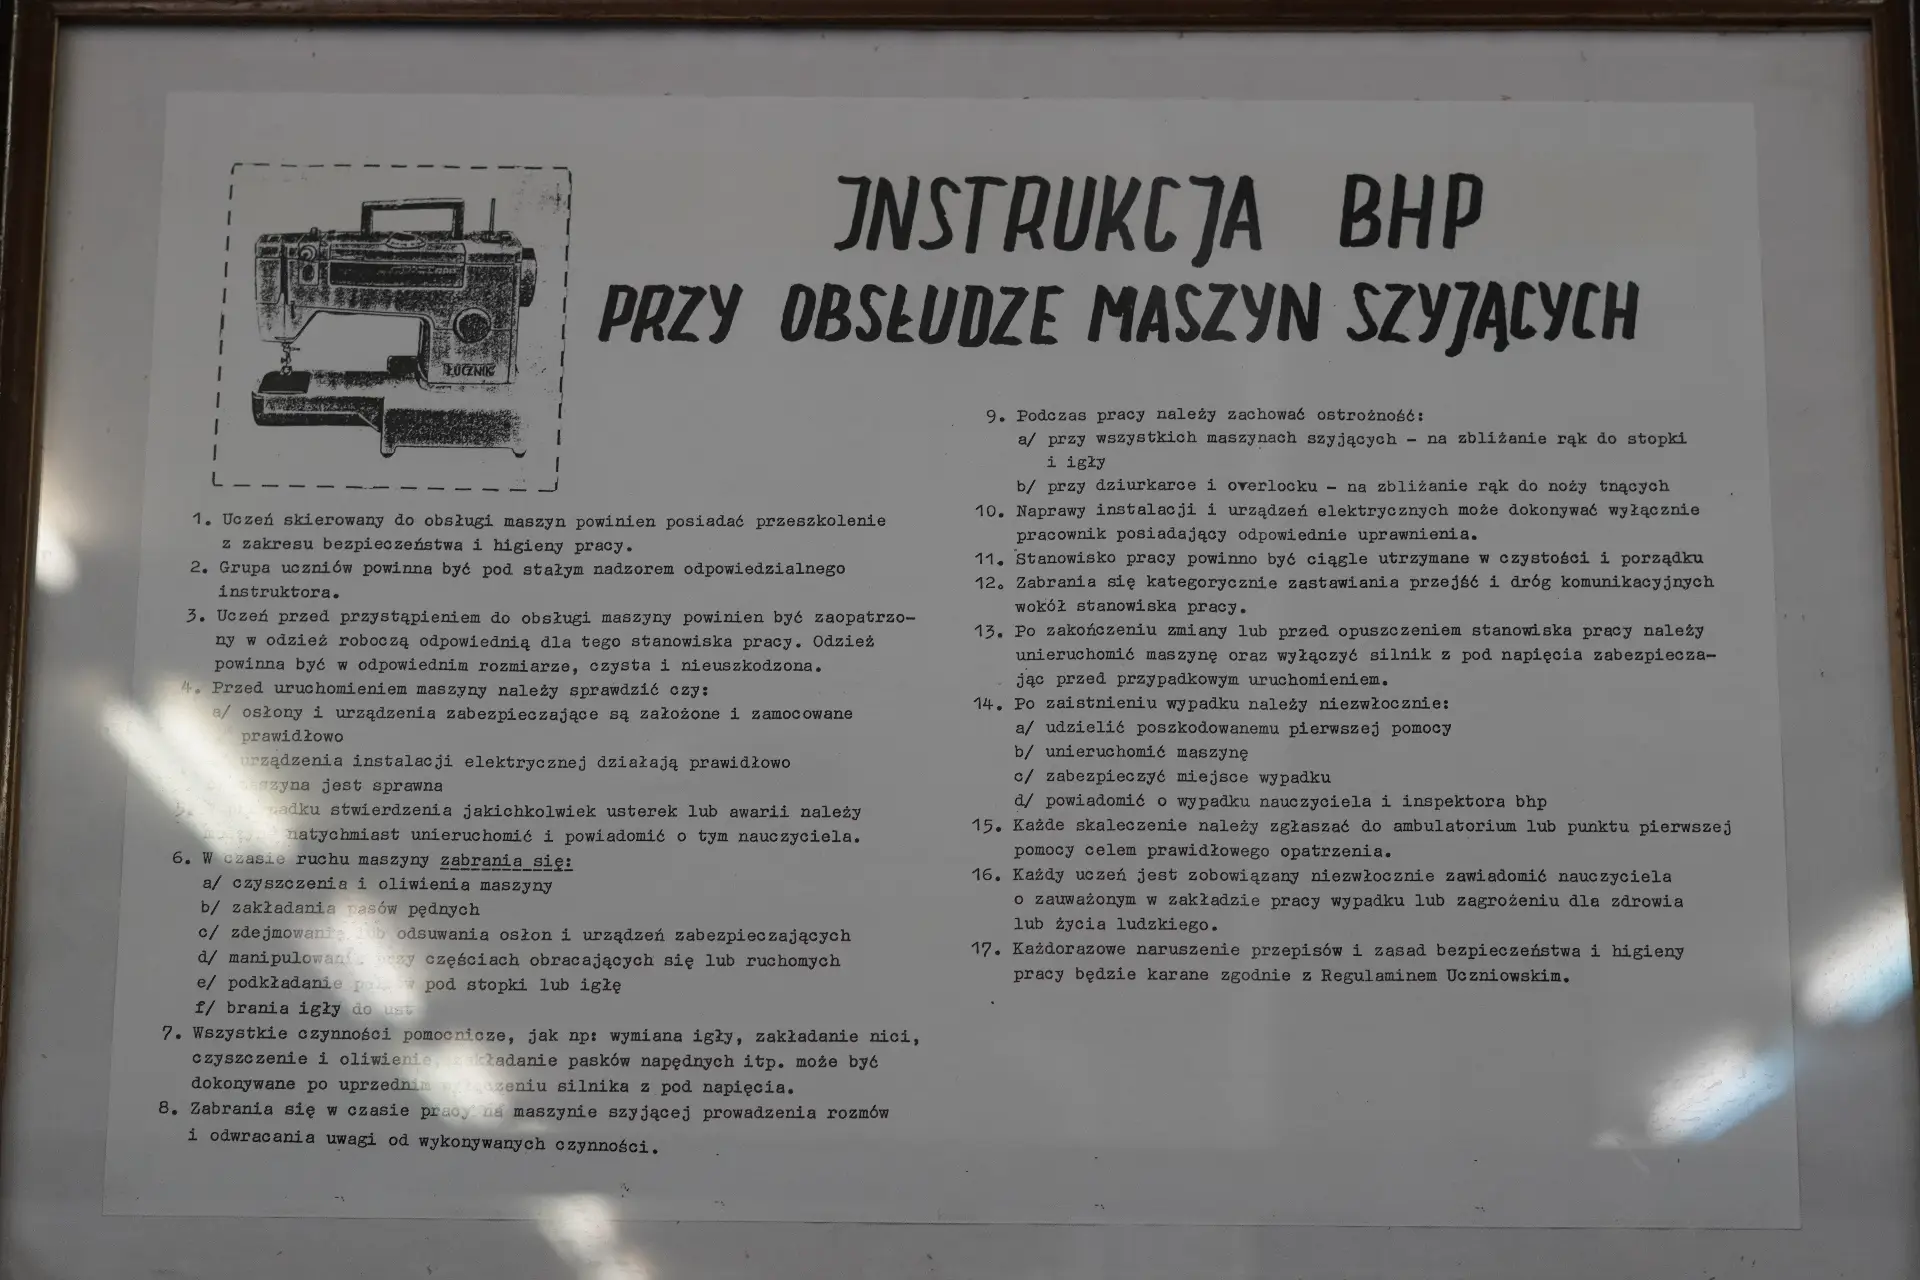 INSTRUKCJA BHP
PRZY OBSŁUDZE MASZYN SZYJĄCYCH
ŁUCZNIK
1. Uczeń skierowany do obsługi maszyn powinien posiadać przeszkolenie
z zakresu bezpieczeństwa i higieny pracy.
2. Grupa uczniów powinna być pod stałym nadzorem odpowiedzialnego
instruktora.
3. Uczeń przed przystąpieniem do obsługi maszyny powinien być zaopatrzo-
ny w odzież roboczą odpowiednią dla tego stanowiska pracy. Odzież
powinna być w odpowiednim rozmiarze, czysta i nieuszkodzona.
4. Przed uruchomieniem maszyny należy sprawdzić czy:
a/ osłony i urządzenia zabezpieczające są założone i zamocowane
prawidłowo
urządzenia instalacji elektrycznej działają prawidłowo
maszyna jest sprawna
5. stwierdzenia jakichkolwiek usterek lub awarii należy
natychmiast unieruchomić i powiadomić o tym nauczyciela.
6. W czasie ruchu maszyny zabrania się:
a/ czyszczenia i oliwienia maszyny
b/ zakładania pasów pędnych
c/ zdejmowania lub odsuwania osłon i urządzeń zabezpieczających
d/ manipulowania przy częściach obracających się lub ruchomych
e/ podkładanie pod stopki lub igłę
f/ brania igły do ust
7. Wszystkie czynności pomocnicze, jak np: wymiana igły, zakładanie nici,
czyszczenie i oliwienie, zakładanie pasków napędnych itp. może być
dokonywane po uprzednim wyłączeniu silnika z pod napięcia.
8. Zabrania się w czasie pracy na maszynie szyjącej prowadzenia rozmów
i odwracania uwagi od wykonywanych czynności.
9. Podczas pracy należy zachować ostrożność:
a/ przy wszystkich maszynach szyjących - na zbliżanie rąk do stopki
i igły
b/ przy dziurkarce i overlocku - na zbliżanie rąk do noży tnących
10. Naprawy instalacji i urządzeń elektrycznych może dokonywać wyłącznie
pracownik posiadający odpowiednie uprawnienia.
11. Stanowisko pracy powinno być ciągle utrzymane w czystości i porządku
12. Zabrania się kategorycznie zastawiania przejść i dróg komunikacyjnych
wokół stanowiska pracy.
13. Po zakończeniu zmiany lub przed opuszczeniem stanowiska pracy należy
unieruchomić maszynę oraz wyłączyć silnik z pod napięcia zabezpiecza-
jąc przed przypadkowym uruchomieniem.
14. Po zaistnieniu wypadku należy niezwłocznie:
a/ udzielić poszkodowanemu pierwszej pomocy
b/ unieruchomić maszynę
c/ zabezpieczyć miejsce wypadku
d/ powiadomić o wypadku nauczyciela i inspektora bhp
15. Każde skaleczenie należy zgłaszać do ambulatorium lub punktu pierwszej
pomocy celem prawidłowego opatrzenia.
16. Każdy uczeń jest zobowiązany niezwłocznie zawiadomić nauczyciela
o zauważonym w zakładzie pracy wypadku lub zagrożeniu dla zdrowia
lub życia ludzkiego.
17. Każdorazowe naruszenie przepisów i zasad bezpieczeństwa i higieny
pracy będzie karane zgodnie z Regulaminem Uczniowskim.